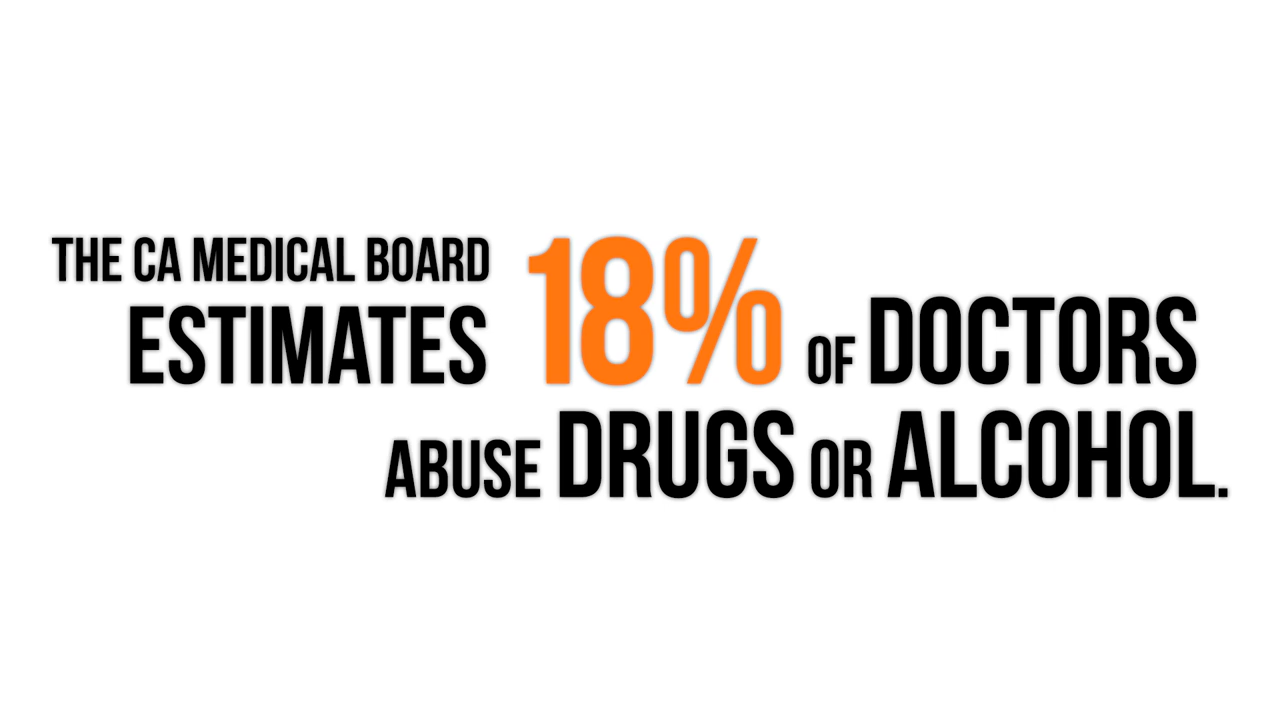 THE CA MEDICAL BOARD
ESTIMATES 18% OF DOCTORS
ABUSE DRUGS OR ALCOHOL.